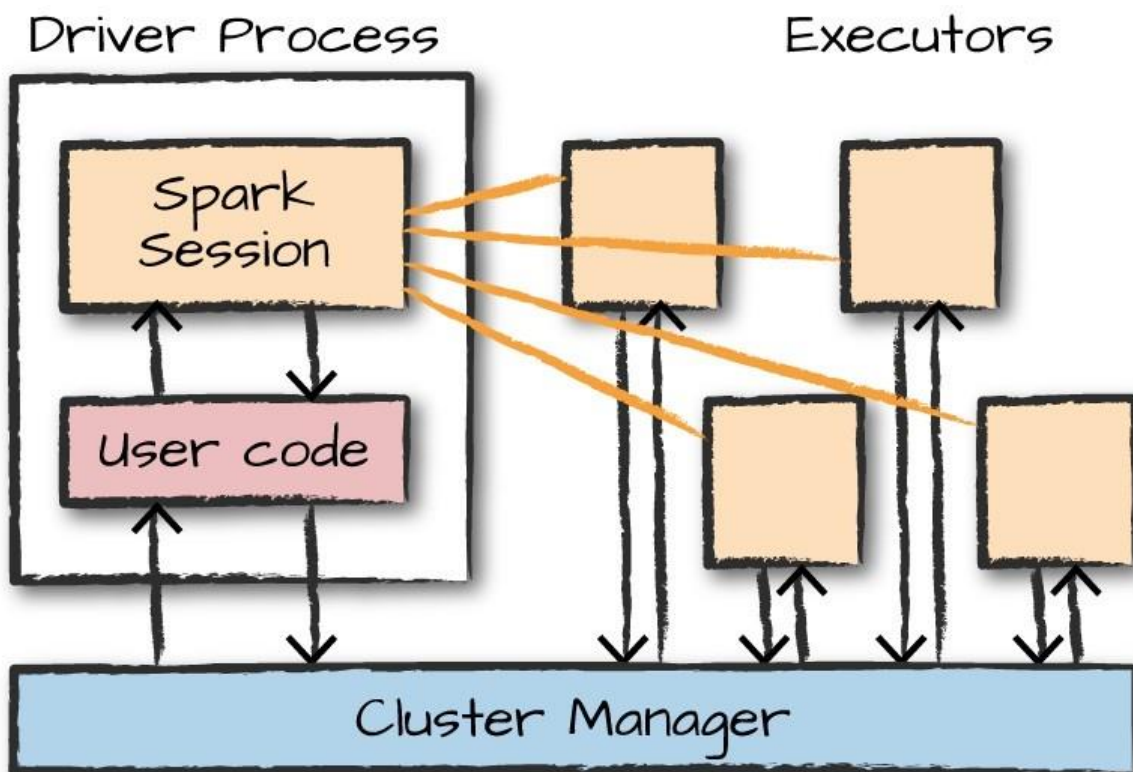 Driver Process
Executors
Spark
Session
User code
Cluster Manager